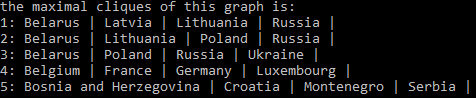 the maximal cliques of this graph is:
1: Belarus | Latvia | Lithuania | Russia |
2: Belarus | Lithuania | Poland | Russia |
3: Belarus | Poland | Russia | Ukraine |
4: Belgium | France | Germany | Luxembourg |
5: Bosnia and Herzegovina | Croatia | Montenegro | Serbia |